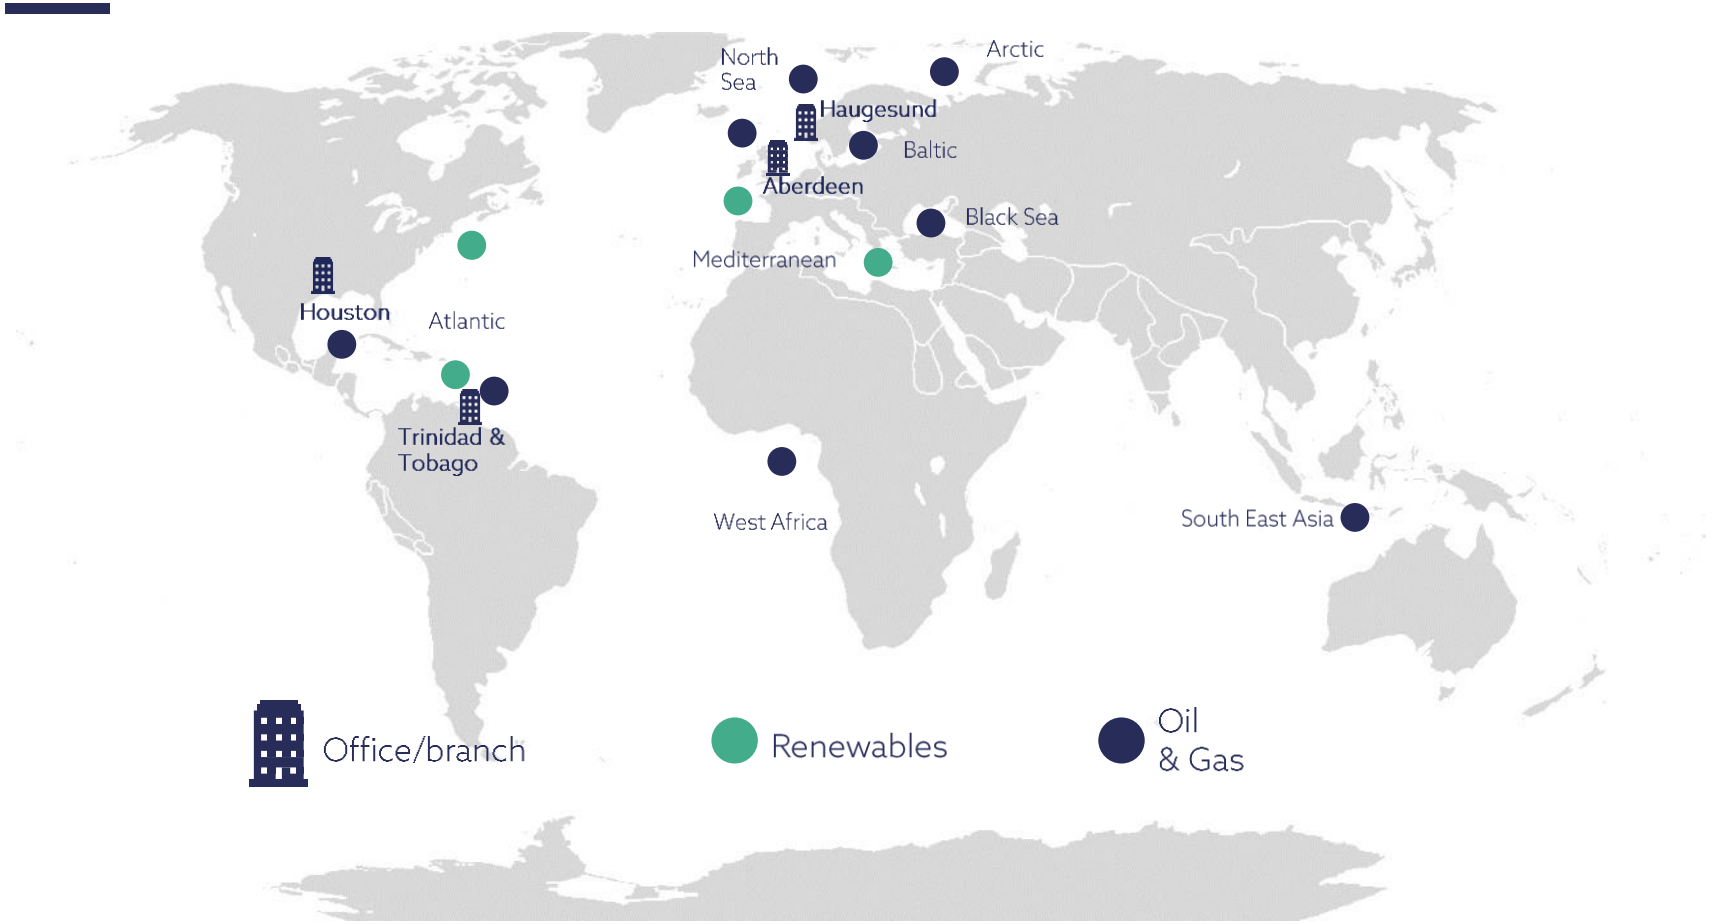 Arctic
North
Sea
Haugesund
Baltic
Aberdeen
Black Sea
Mediterranean
Houston
Atlantic
Trinidad &
Tobago
West Africa
South East Asia
Office/branch
Renewables
Oil
& Gas